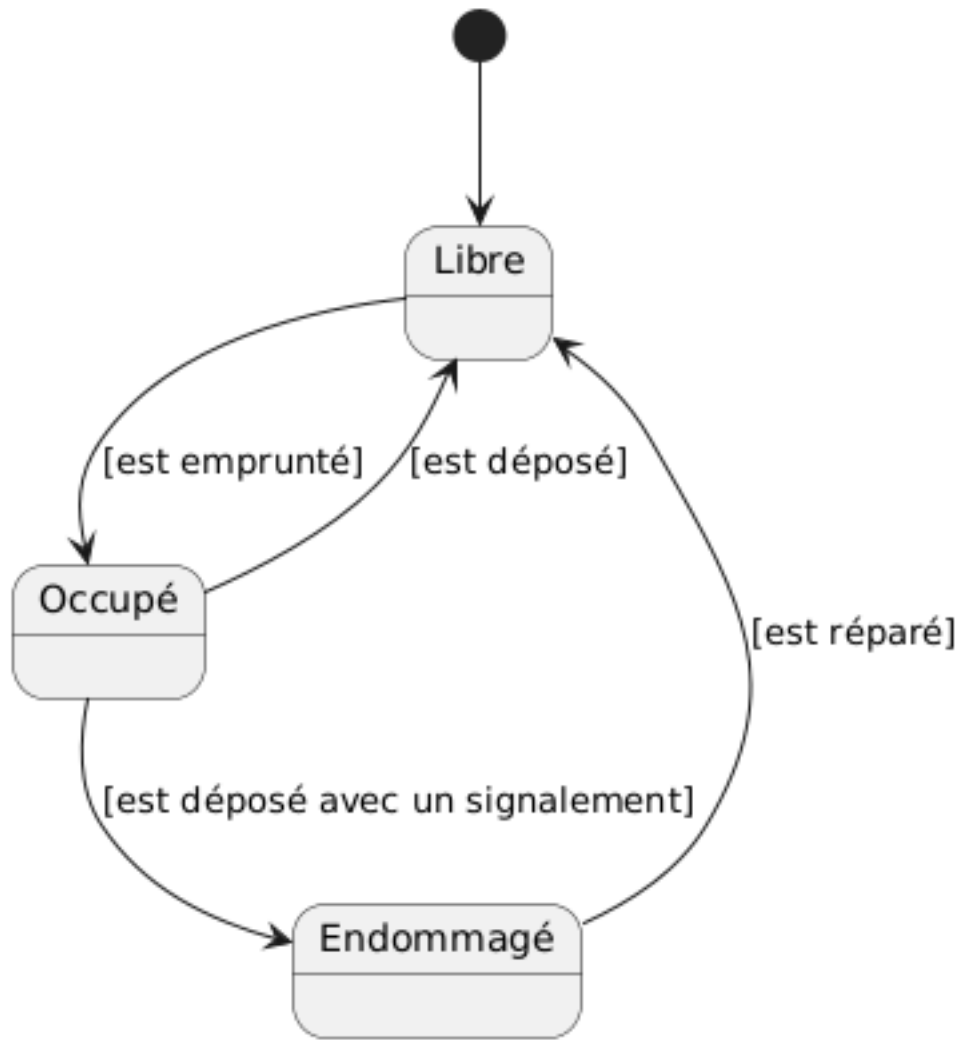 Libre
[est emprunté]
[est déposé]
Occupé
[est réparé]
[est déposé avec un signalement]
Endommagé